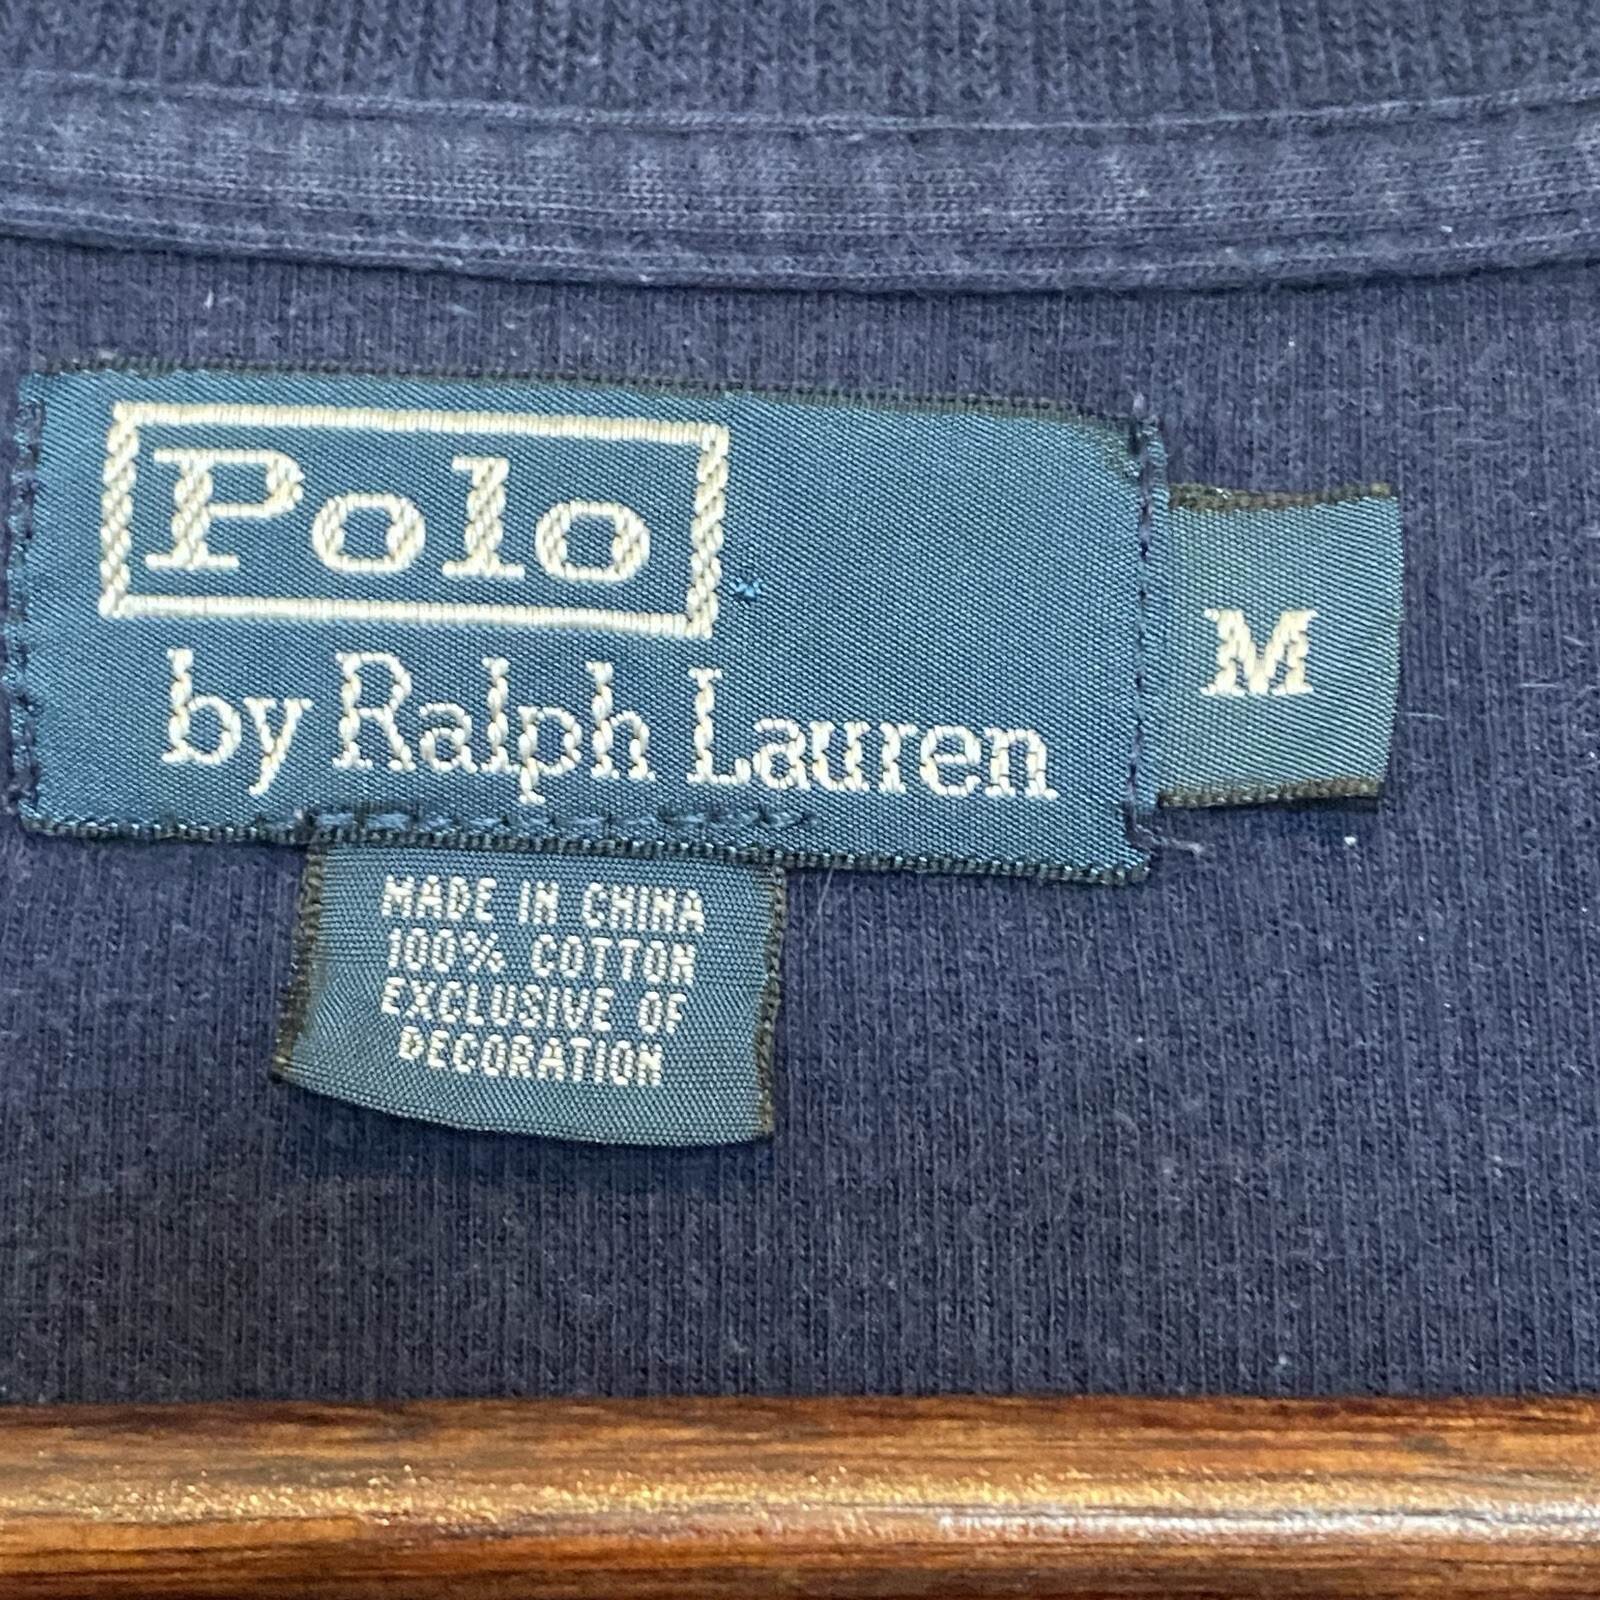 Polo
by Ralph Lauren
M
MADE IN CHINA
100% COTTON
EXCLUSIVE OF
DECORATION